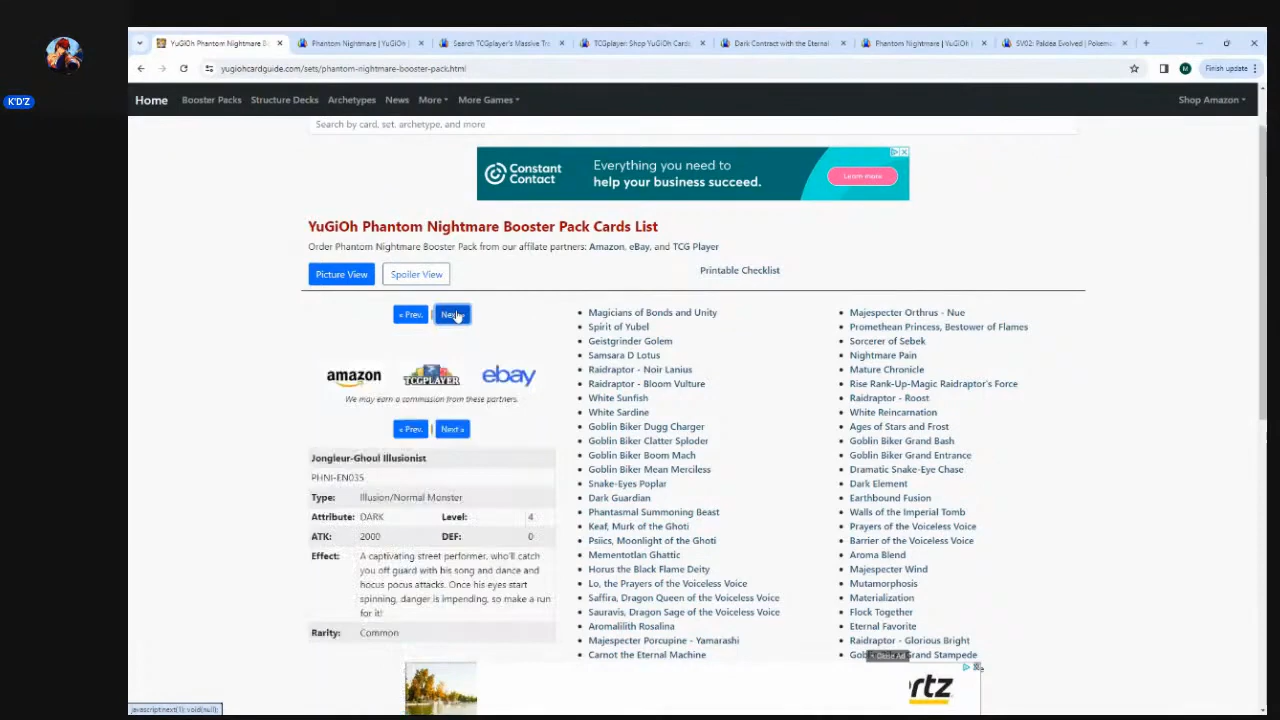 YuGiOh Phantom Nightmare B
Phantom Nightmare | YuGiOh |
Search TCGplayer's Massive Tr
TCGplayer: Shop YuGiOh Cards
Dark Contract with the Eternal
Phantom Nightmare | YuGiOh |
SV02: Paldea Evolved | Pokemo
yugiohcardguide.com/sets/phantom-nightmare-booster-pack.html
M
Finish update
K'D'Z
Home
Booster Packs
Structure Decks
Archetypes
News
More
More Games
Shop Amazon
Search by card, set, archetype, and more
Constant Contact
Everything you need to
help your business succeed.
Learn more
YuGiOh Phantom Nightmare Booster Pack Cards List
Order Phantom Nightmare Booster Pack from our affilate partners: Amazon, eBay, and TCG Player
Picture View
Spoiler View
Printable Checklist
« Prev. | Next »
amazon
TCGPLAYER
ebay
We may earn a commission from these partners.
« Prev. | Next »
Jongleur-Ghoul Illusionist
PHNI-EN035
Type: Illusion/Normal Monster
Attribute: DARK Level: 4
ATK: 2000 DEF: 0
Effect: A captivating street performer, who'll catch
you off guard with his song and dance and
hocus pocus attacks. Once his eyes start
spinning, danger is impending, so make a run
for it!
Rarity: Common
Magicians of Bonds and Unity
Spirit of Yubel
Geistgrinder Golem
Samsara D Lotus
Raidraptor - Noir Lanius
Raidraptor - Bloom Vulture
White Sunfish
White Sardine
Goblin Biker Dugg Charger
Goblin Biker Clatter Sploder
Goblin Biker Boom Mach
Goblin Biker Mean Merciless
Snake-Eyes Poplar
Dark Guardian
Phantasmal Summoning Beast
Keaf, Murk of the Ghoti
Psiics, Moonlight of the Ghoti
Mementotlan Ghattic
Horus the Black Flame Deity
Lo, the Prayers of the Voiceless Voice
Saffira, Dragon Queen of the Voiceless Voice
Sauravis, Dragon Sage of the Voiceless Voice
Aromalilith Rosalina
Majespecter Porcupine - Yamarashi
Carnot the Eternal Machine
Majespecter Orthrus - Nue
Promethean Princess, Bestower of Flames
Sorcerer of Sebek
Nightmare Pain
Mature Chronicle
Rise Rank-Up-Magic Raidraptor's Force
Raidraptor - Roost
White Reincarnation
Ages of Stars and Frost
Goblin Biker Grand Bash
Goblin Biker Grand Entrance
Dramatic Snake-Eye Chase
Dark Element
Earthbound Fusion
Walls of the Imperial Tomb
Prayers of the Voiceless Voice
Barrier of the Voiceless Voice
Aroma Blend
Majespecter Wind
Mutamorphosis
Materialization
Flock Together
Eternal Favorite
Raidraptor - Glorious Bright
Gob Grand Stampede
× Close Ad
rtz
javascript:next(1); void(null);